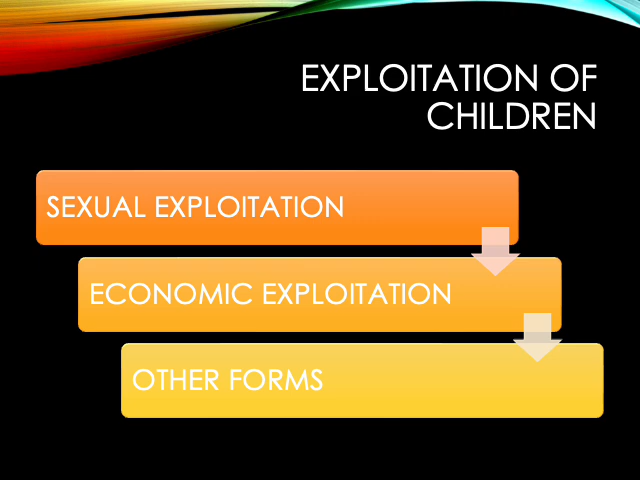 EXPLOITATION OF
CHILDREN
SEXUAL EXPLOITATION
ECONOMIC EXPLOITATION
OTHER FORMS